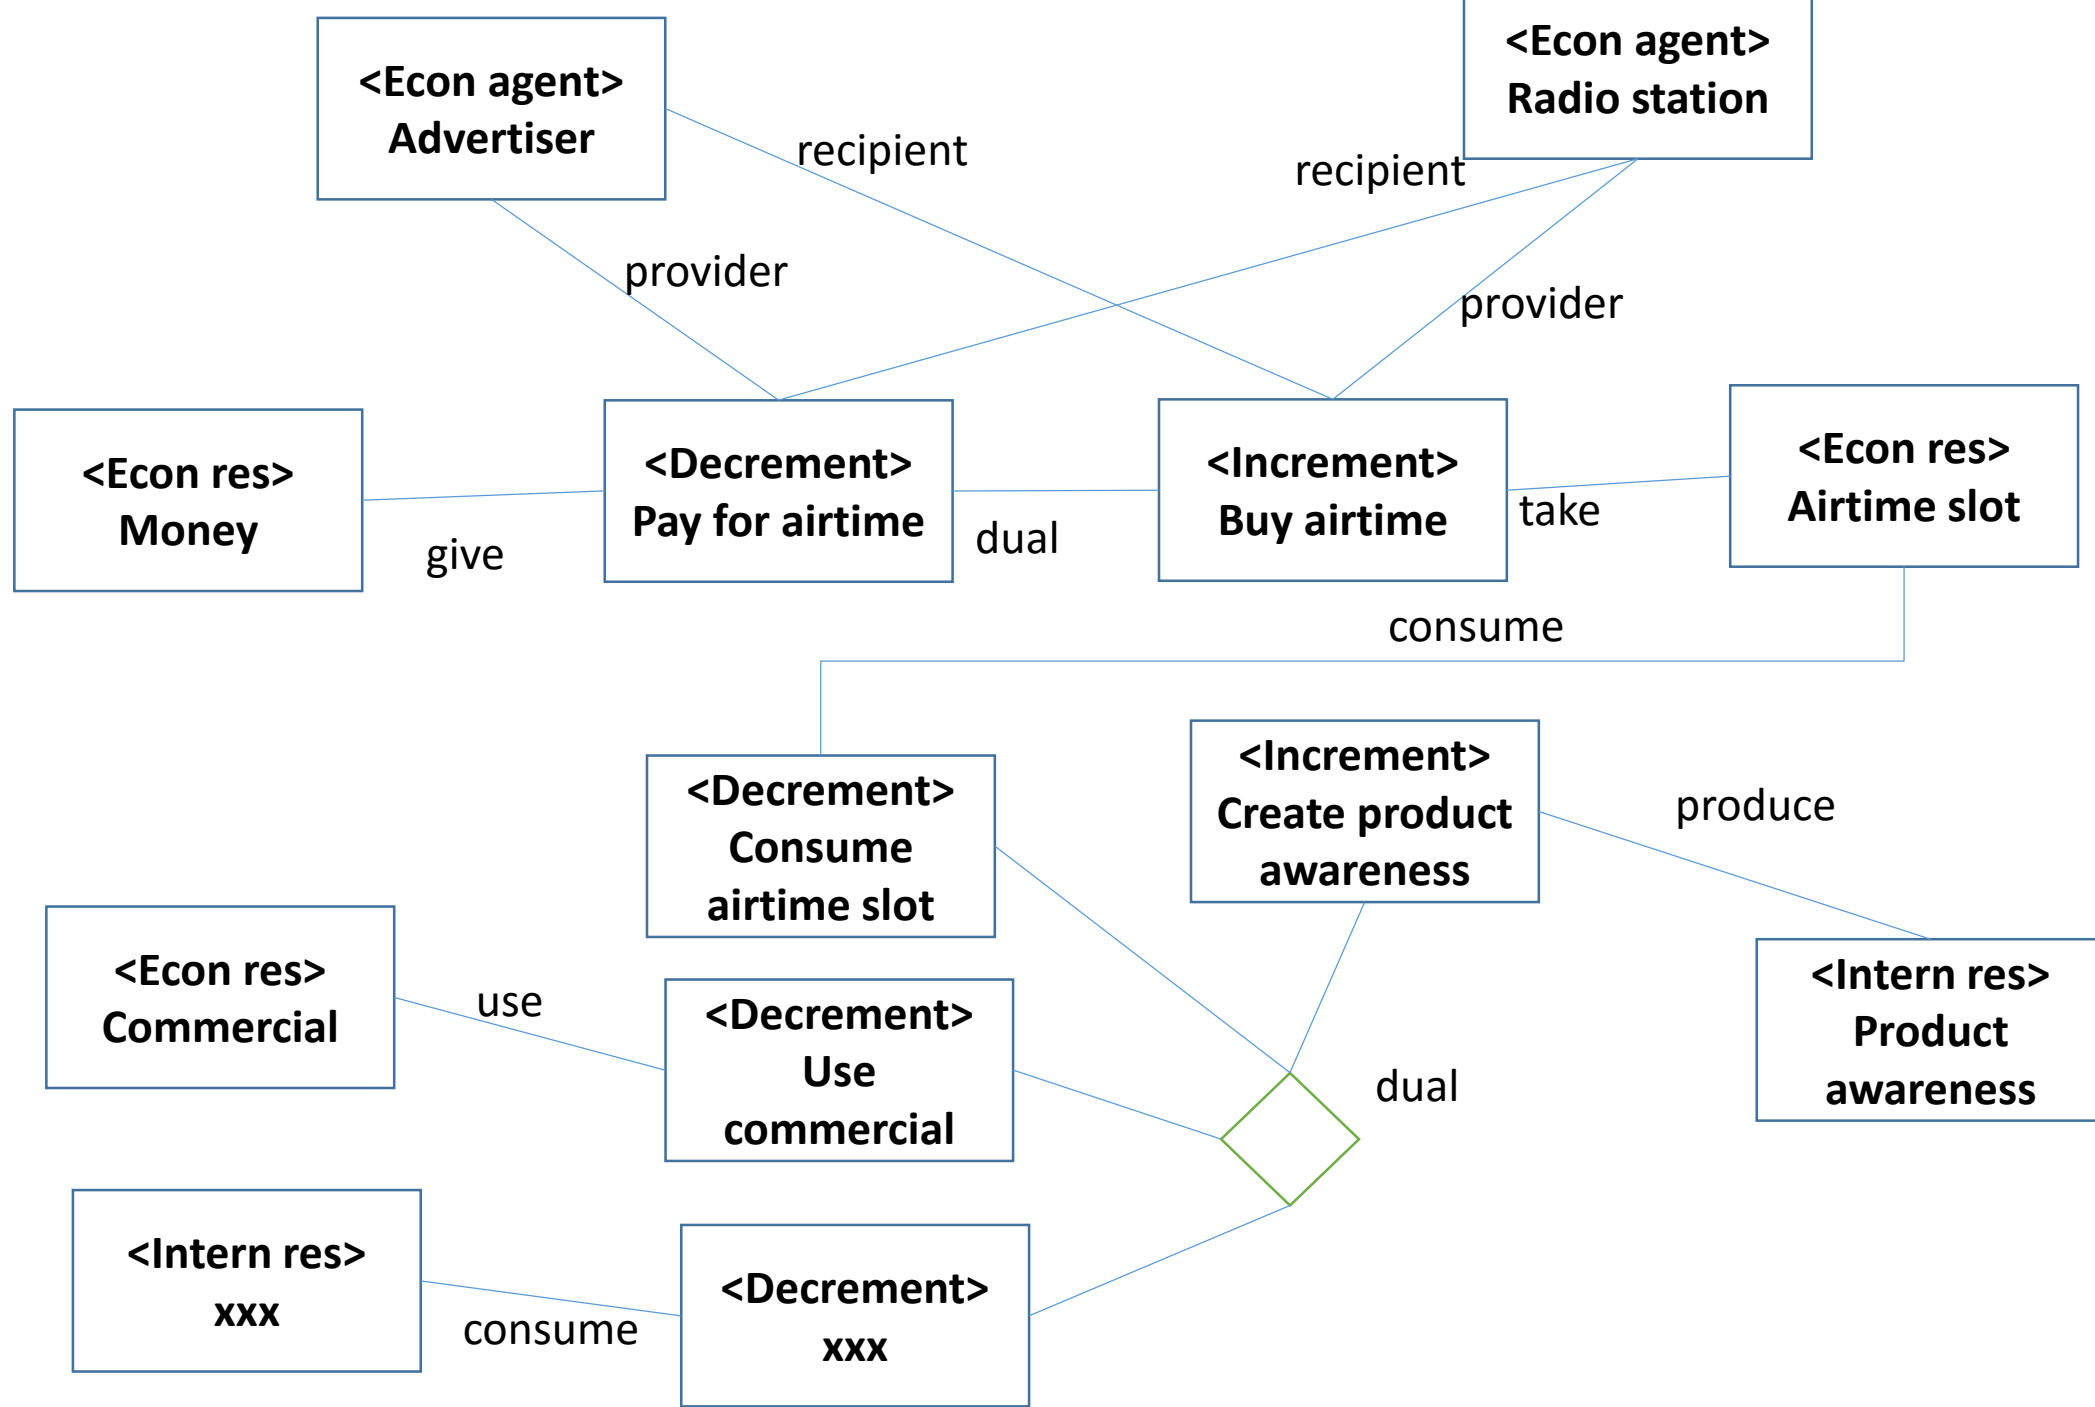 <Econ agent>
Advertiser
<Econ agent>
Radio station
recipient
recipient
provider
provider
<Econ res>
Money
give
<Decrement>
Pay for airtime
dual
<Increment>
Buy airtime
take
<Econ res>
Airtime slot
consume
<Decrement>
Consume
airtime slot
<Increment>
Create product
awareness
produce
<Econ res>
Commercial
use
<Decrement>
Use
commercial
dual
<Intern res>
Product
awareness
<Intern res>
xxx
consume
<Decrement>
xxx